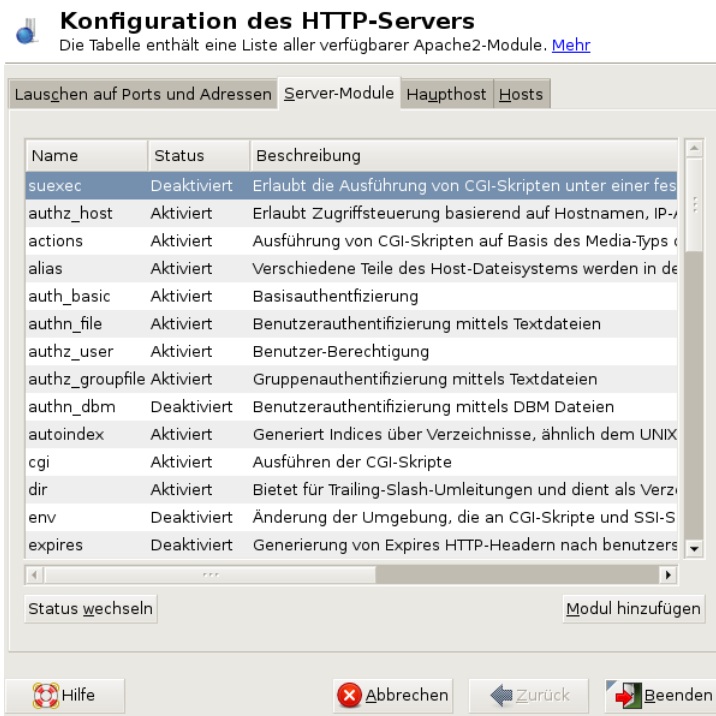 Konfiguration des HTTP-Servers
Die Tabelle enthält eine Liste aller verfügbarer Apache2-Module. Mehr
Lauschen auf Ports und Adressen Server-Module Haupthost Hosts
Name Status Beschreibung
suexec Deaktiviert Erlaubt die Ausführung von CGI-Skripten unter einer fes
authz_host Aktiviert Erlaubt Zugriffsteuerung basierend auf Hostnamen, IP-A
actions Aktiviert Ausführung von CGI-Skripten auf Basis des Media-Typs
alias Aktiviert Verschiedene Teile des Host-Dateisystems werden in de
auth_basic Aktiviert Basisauthentfizierung
authn_file Aktiviert Benutzerauthentifizierung mittels Textdateien
authz_user Aktiviert Benutzer-Berechtigung
authz_groupfile Aktiviert Gruppenauthentifizierung mittels Textdateien
authn_dbm Deaktiviert Benutzerauthentifizierung mittels DBM Dateien
autoindex Aktiviert Generiert Indices über Verzeichnisse, ähnlich dem UNIX
cgi Aktiviert Ausführen der CGI-Skripte
dir Aktiviert Bietet für Trailing-Slash-Umleitungen und dient als Verz
env Deaktiviert Änderung der Umgebung, die an CGI-Skripte und SSI-S
expires Deaktiviert Generierung von Expires HTTP-Headern nach benutzers
Status wechseln Modul hinzufügen
Hilfe Abbrechen Zurück Beenden